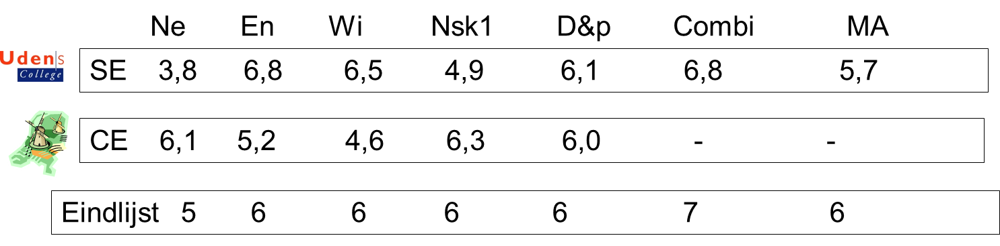 Ne En Wi Nsk1 D&p Combi MA
Udens College
SE 3,8 6,8 6,5 4,9 6,1 6,8 5,7
CE 6,1 5,2 4,6 6,3 6,0 - -
Eindlijst 5 6 6 6 6 7 6